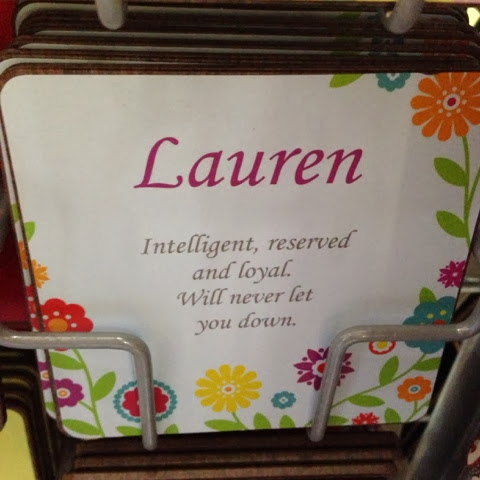 Lauren
Intelligent, reserved
and loyal.
Will never let
you down.